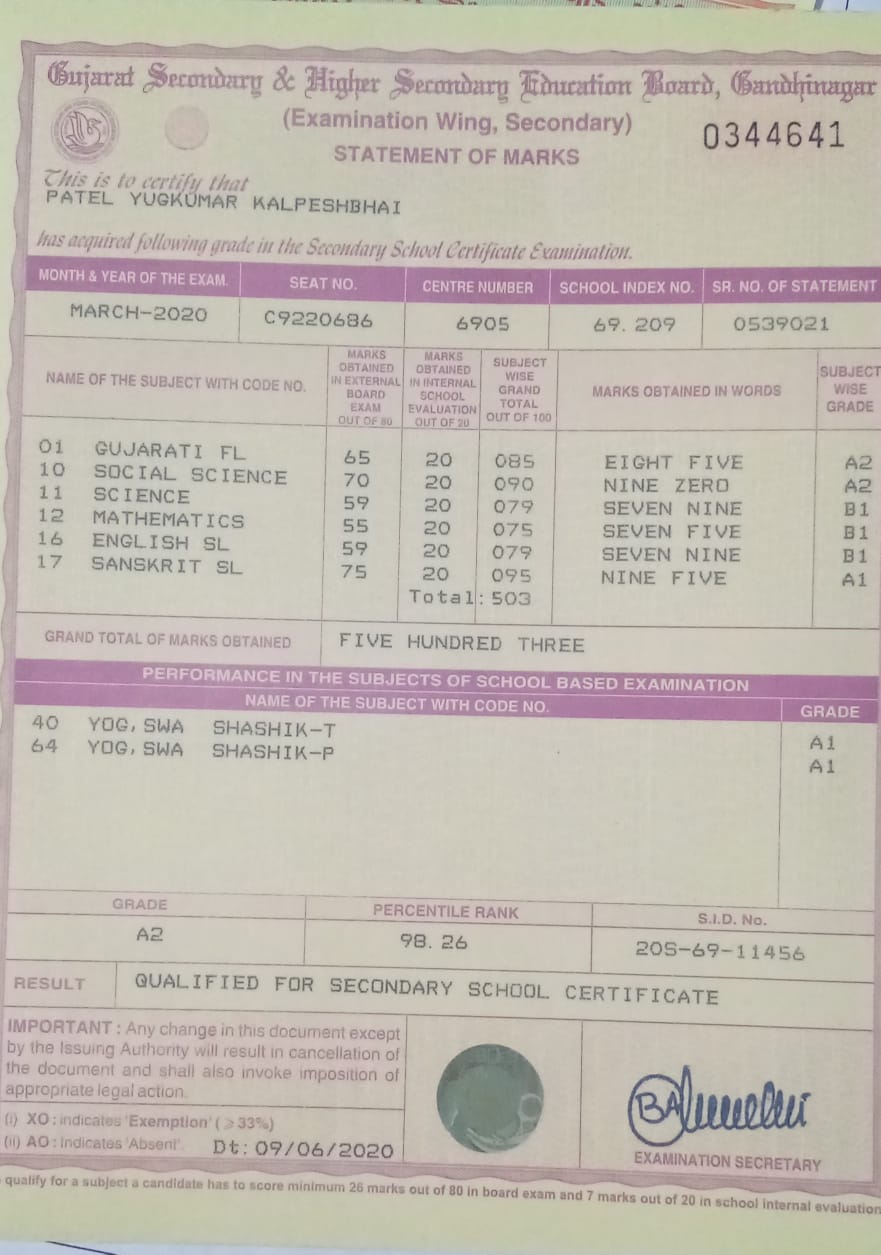 Gujarat Secondary & Higher Secondary Education Board, Gandhinagar
(Examination Wing, Secondary)
0344641
STATEMENT OF MARKS
This is to certify that
PATEL YUGKUMAR KALPESHBHAI
has acquired following grade in the Secondary School Certificate Examination.
MONTH & YEAR OF THE EXAM. SEAT NO. CENTRE NUMBER SCHOOL INDEX NO. SR. NO. OF STATEMENT
MARCH-2020 C9220686 6905 69.209 0539021
NAME OF THE SUBJECT WITH CODE NO. MARKS OBTAINED IN EXTERNAL BOARD EXAM OUT OF 80 MARKS OBTAINED IN INTERNAL SCHOOL EVALUATION OUT OF 20 SUBJECT WISE GRAND TOTAL OUT OF 100 MARKS OBTAINED IN WORDS SUBJECT WISE GRADE
01 GUJARATI FL 65 20 085 EIGHT FIVE A2
10 SOCIAL SCIENCE 70 20 090 NINE ZERO A2
11 SCIENCE 59 20 079 SEVEN NINE B1
12 MATHEMATICS 55 20 075 SEVEN FIVE B1
16 ENGLISH SL 59 20 079 SEVEN NINE B1
17 SANSKRIT SL 75 20 095 NINE FIVE A1
Total: 503
GRAND TOTAL OF MARKS OBTAINED FIVE HUNDRED THREE
PERFORMANCE IN THE SUBJECTS OF SCHOOL BASED EXAMINATION
NAME OF THE SUBJECT WITH CODE NO. GRADE
40 YOG, SWA SHASHIK-T A1
64 YOG, SWA SHASHIK-P A1
GRADE PERCENTILE RANK S.I.D. No.
A2 98.26 20S-69-11456
RESULT QUALIFIED FOR SECONDARY SCHOOL CERTIFICATE
IMPORTANT : Any change in this document except
by the Issuing Authority will result in cancellation of
the document and shall also invoke imposition of
appropriate legal action.
(i) XO : indicates 'Exemption' ( ⩾ 33%)
(ii) AO : Indicates 'Absent'. Dt: 09/06/2020
EXAMINATION SECRETARY
qualify for a subject a candidate has to score minimum 26 marks out of 80 in board exam and 7 marks out of 20 in school internal evaluation